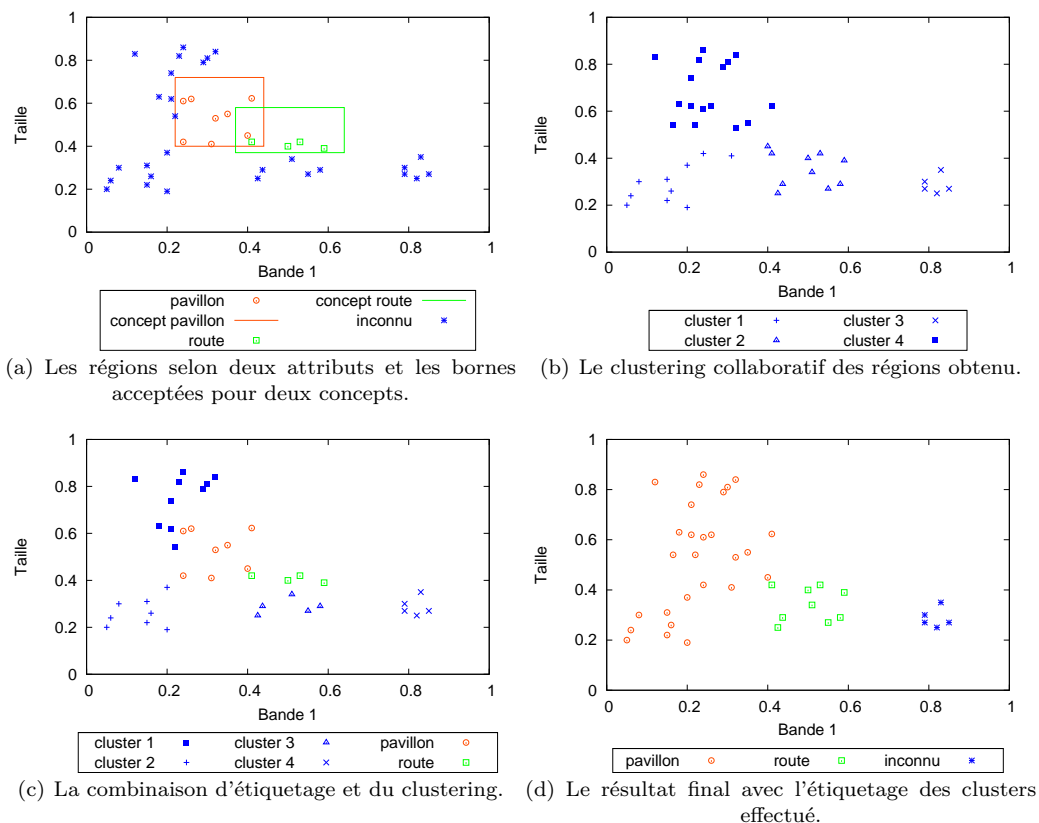 1
0.8
0.6
0.4
0.2
0
Taille
0 0.2 0.4 0.6 0.8 1
Bande 1
pavillon
concept pavillon
route
concept route
inconnu
(a) Les régions selon deux attributs et les bornes
acceptées pour deux concepts.
1
0.8
0.6
0.4
0.2
0
Taille
0 0.2 0.4 0.6 0.8 1
Bande 1
cluster 1
cluster 2
cluster 3
cluster 4
(b) Le clustering collaboratif des régions obtenu.
1
0.8
0.6
0.4
0.2
0
Taille
0 0.2 0.4 0.6 0.8 1
Bande 1
cluster 1
cluster 2
cluster 3
cluster 4
pavillon
route
(c) La combinaison d'étiquetage et du clustering.
1
0.8
0.6
0.4
0.2
0
Taille
0 0.2 0.4 0.6 0.8 1
Bande 1
pavillon
route
inconnu
(d) Le résultat final avec l'étiquetage des clusters
effectué.